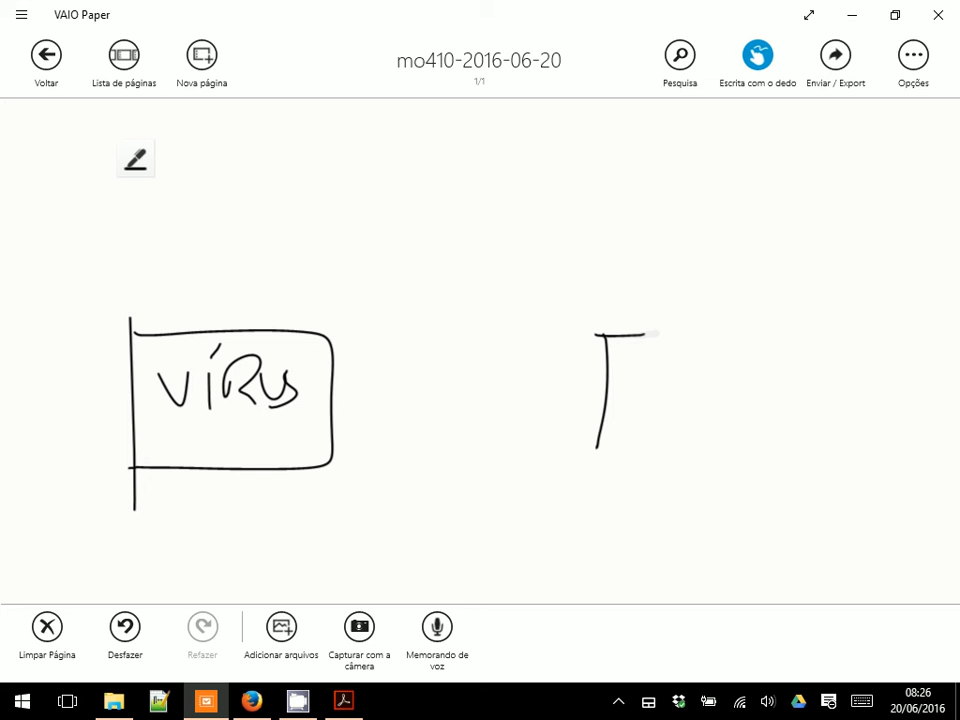 VAIO Paper
Voltar
Lista de páginas
Nova página
mo410-2016-06-20
1/1
Pesquisa
Escrita com o dedo
Enviar / Export
Opções
VÍRUS
Limpar Página
Desfazer
Refazer
Adicionar arquivos
Capturar com a
câmera
Memorando de
voz
08:26
20/06/2016